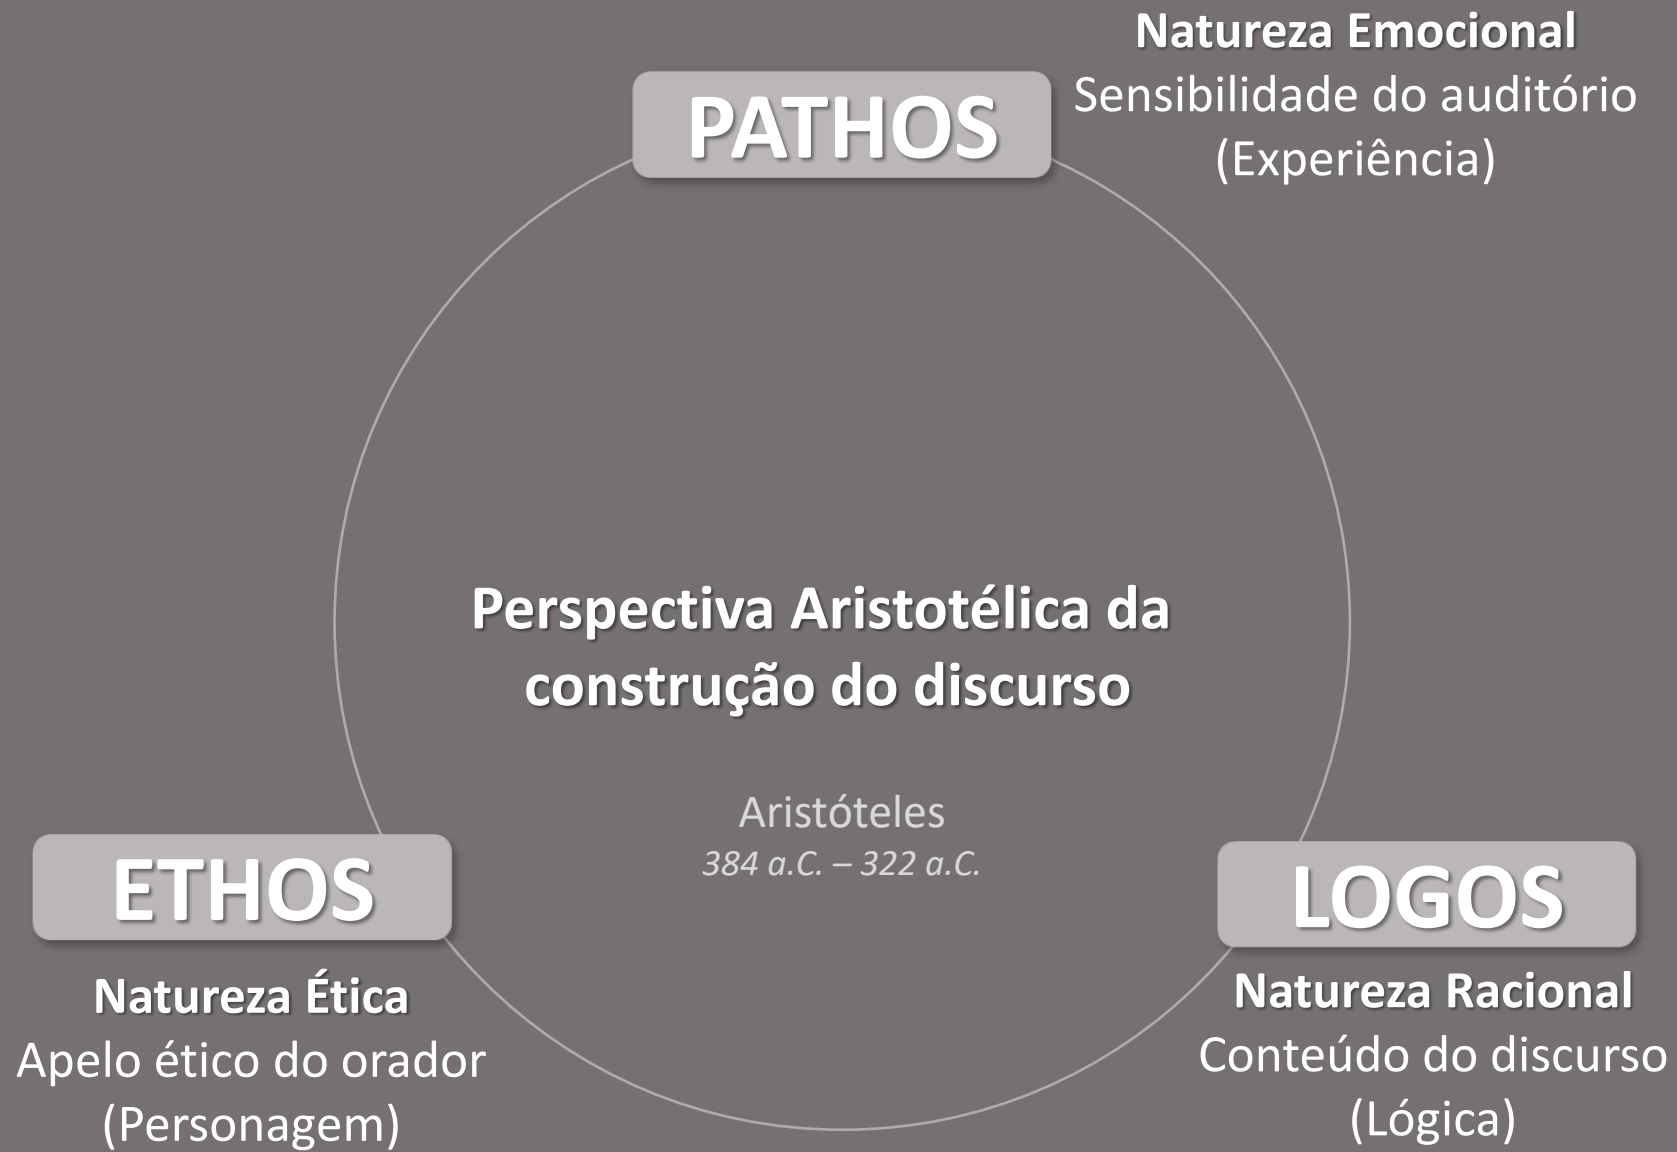 PATHOS
Natureza Emocional
Sensibilidade do auditório
(Experiência)
Perspectiva Aristotélica da
construção do discurso
Aristóteles
384 a.C. – 322 a.C.
ETHOS
Natureza Ética
Apelo ético do orador
(Personagem)
LOGOS
Natureza Racional
Conteúdo do discurso
(Lógica)